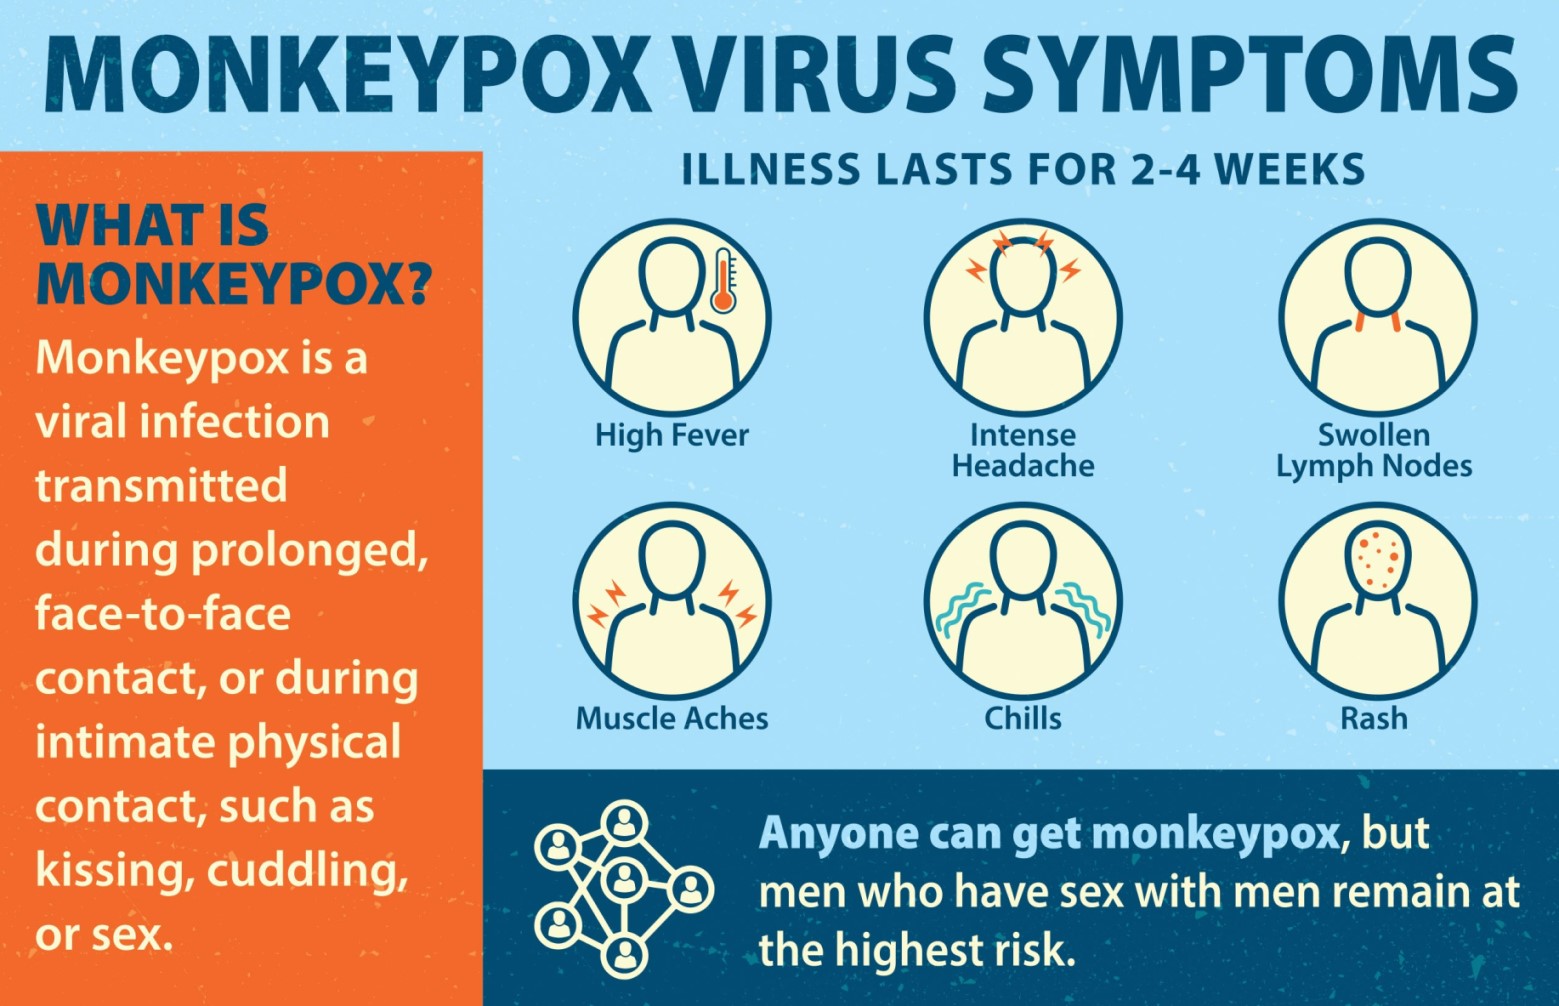 MONKEYPOX VIRUS SYMPTOMS
WHAT IS
MONKEYPOX?
Monkeypox is a
viral infection
transmitted
during prolonged,
face-to-face
contact, or during
intimate physical
contact, such as
kissing, cuddling,
or sex.
ILLNESS LASTS FOR 2-4 WEEKS
High Fever
Intense
Headache
Swollen
Lymph Nodes
Muscle Aches
Chills
Rash
Anyone can get monkeypox, but
men who have sex with men remain at
the highest risk.